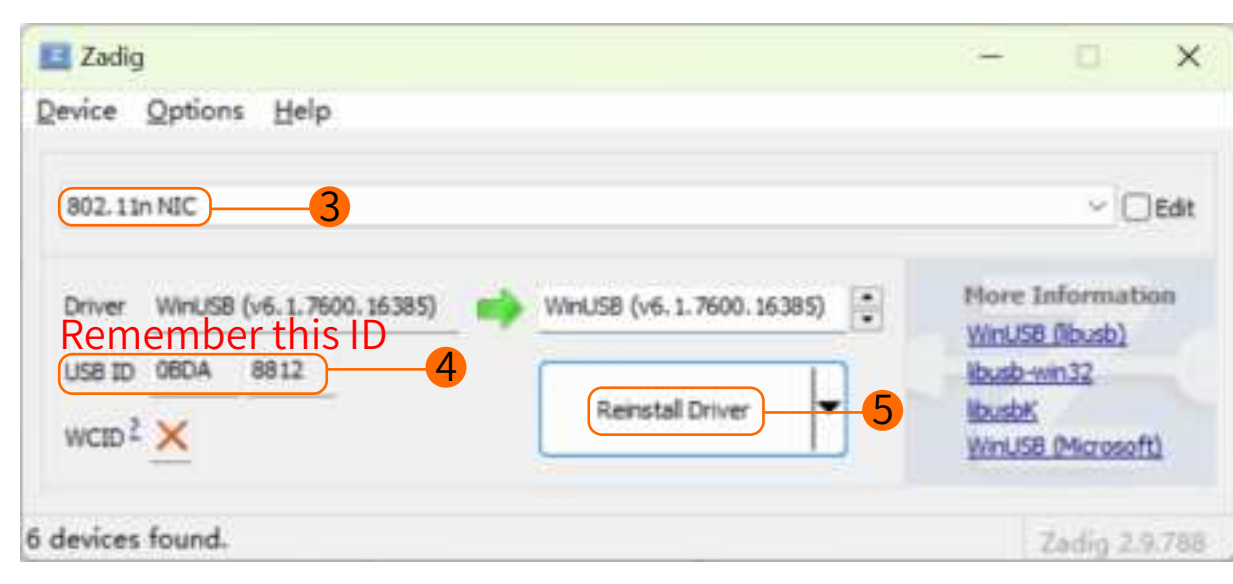 Zadig
Device Options Help
802.11n NIC 3 Edit
Driver WinUSB (v6.1.7600.16385) WinUSB (v6.1.7600.16385) More Information
Remember this ID
WinUSB (libusb)
USB ID 0BDA 8812 4
libusb-win32
Reinstall Driver 5
libusbK
WCID ?
WinUSB (Microsoft)
6 devices found. Zadig 2.9.788